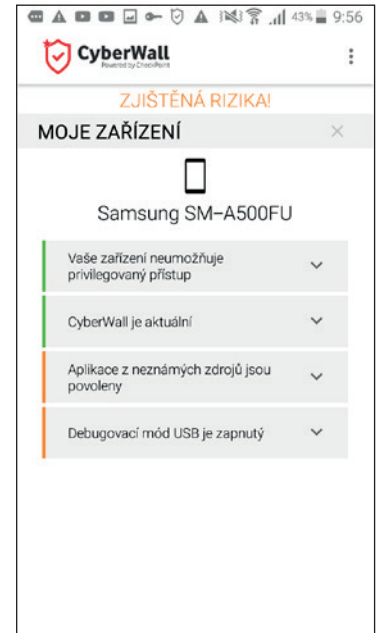 43% 9:56
CyberWall
Powered by CheckPoint
ZJIŠTĚNÁ RIZIKA!
MOJE ZAŘÍZENÍ
Samsung SM-A500FU
Vaše zařízení neumožňuje
privilegovaný přístup
CyberWall je aktuální
Aplikace z neznámých zdrojů jsou
povoleny
Debugovací mód USB je zapnutý